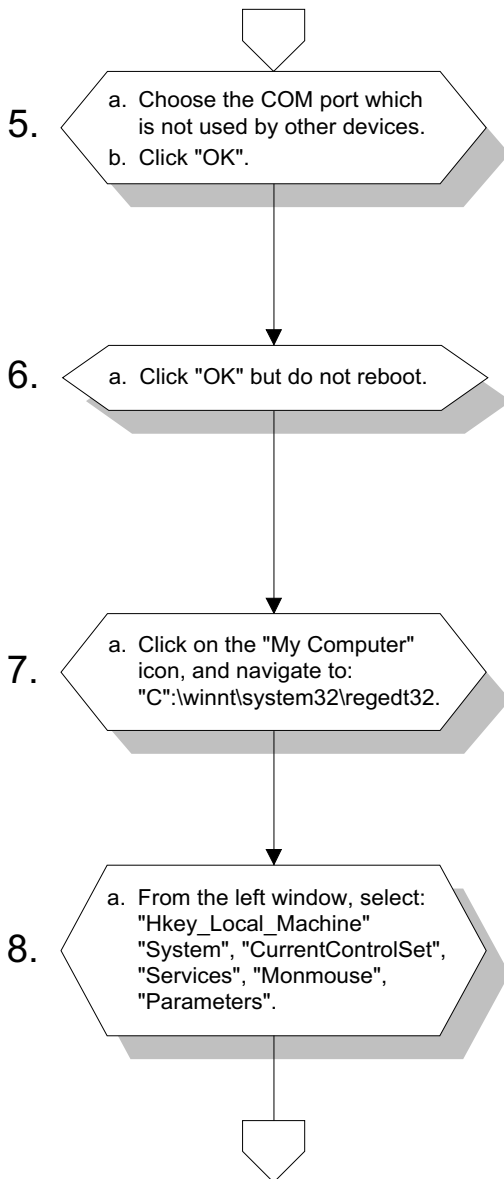 5.
a. Choose the COM port which
is not used by other devices.
b. Click "OK".
6.
a. Click "OK" but do not reboot.
7.
a. Click on the "My Computer"
icon, and navigate to:
"C":\winnt\system32\regedt32.
8.
a. From the left window, select:
"Hkey_Local_Machine"
"System", "CurrentControlSet",
"Services", "Monmouse",
"Parameters".